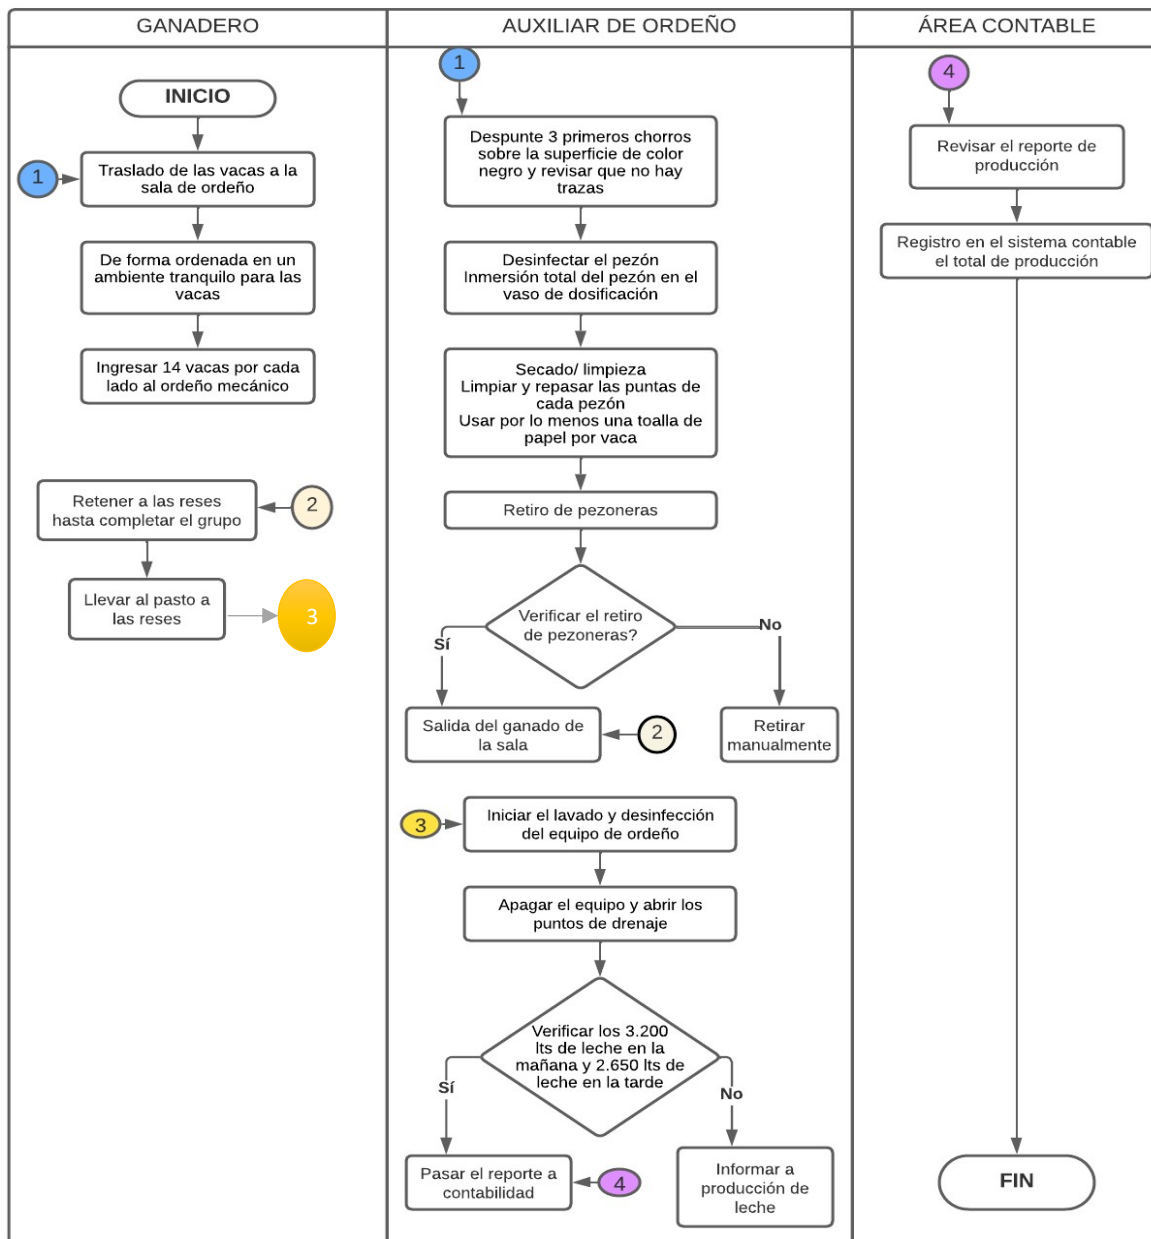 GANADERO
INICIO
1
Traslado de las vacas a la
sala de ordeño
De forma ordenada en un
ambiente tranquilo para las
vacas
Ingresar 14 vacas por cada
lado al ordeño mecánico
Retener a las reses
hasta completar el grupo
2
Llevar al pasto a
las reses
3
AUXILIAR DE ORDEÑO
1
Despunte 3 primeros chorros
sobre la superficie de color
negro y revisar que no hay
trazas
Desinfectar el pezón
Inmersión total del pezón en el
vaso de dosificación
Secado/ limpieza
Limpiar y repasar las puntas de
cada pezón
Usar por lo menos una toalla de
papel por vaca
Retiro de pezoneras
Verificar el retiro
de pezoneras?
Sí
No
Salida del ganado de
la sala
2
Retirar
manualmente
3
Iniciar el lavado y desinfección
del equipo de ordeño
Apagar el equipo y abrir los
puntos de drenaje
Verificar los 3.200
lts de leche en la
mañana y 2.650 lts de
leche en la tarde
Sí
No
Pasar el reporte a
contabilidad
4
Informar a
producción de
leche
ÁREA CONTABLE
4
Revisar el reporte de
producción
Registro en el sistema contable
el total de producción
FIN